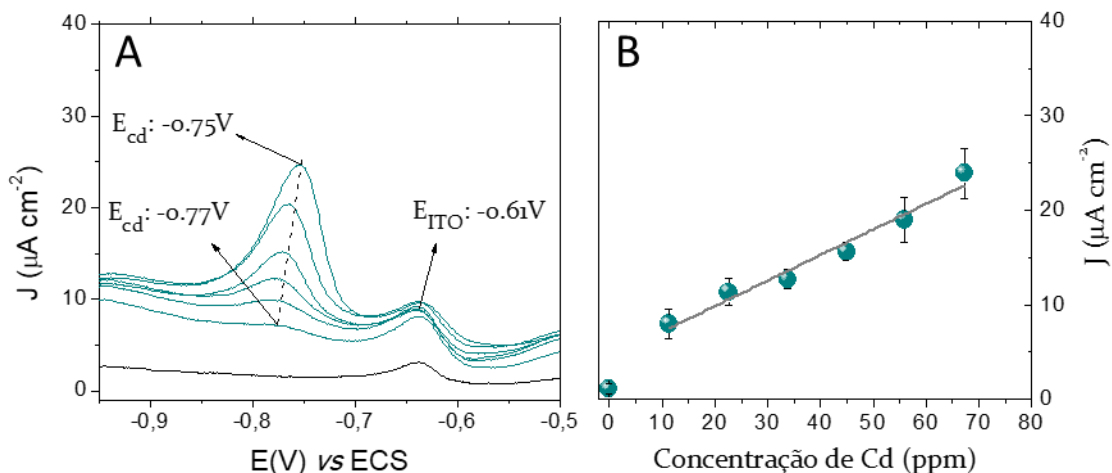 A
E_cd: -0.75V
E_cd: -0.77V
E_ITO: -0.61V
40
30
20
10
0
J (µA cm⁻²)
-0,9
-0,8
-0,7
-0,6
-0,5
E(V) vs ECS
B
40
30
20
10
0
J (µA cm⁻²)
0
10
20
30
40
50
60
70
80
Concentração de Cd (ppm)